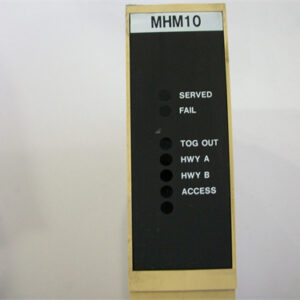 MHM10
SERVED
FAIL
TOG OUT
HWY A
HWY B
ACCESS